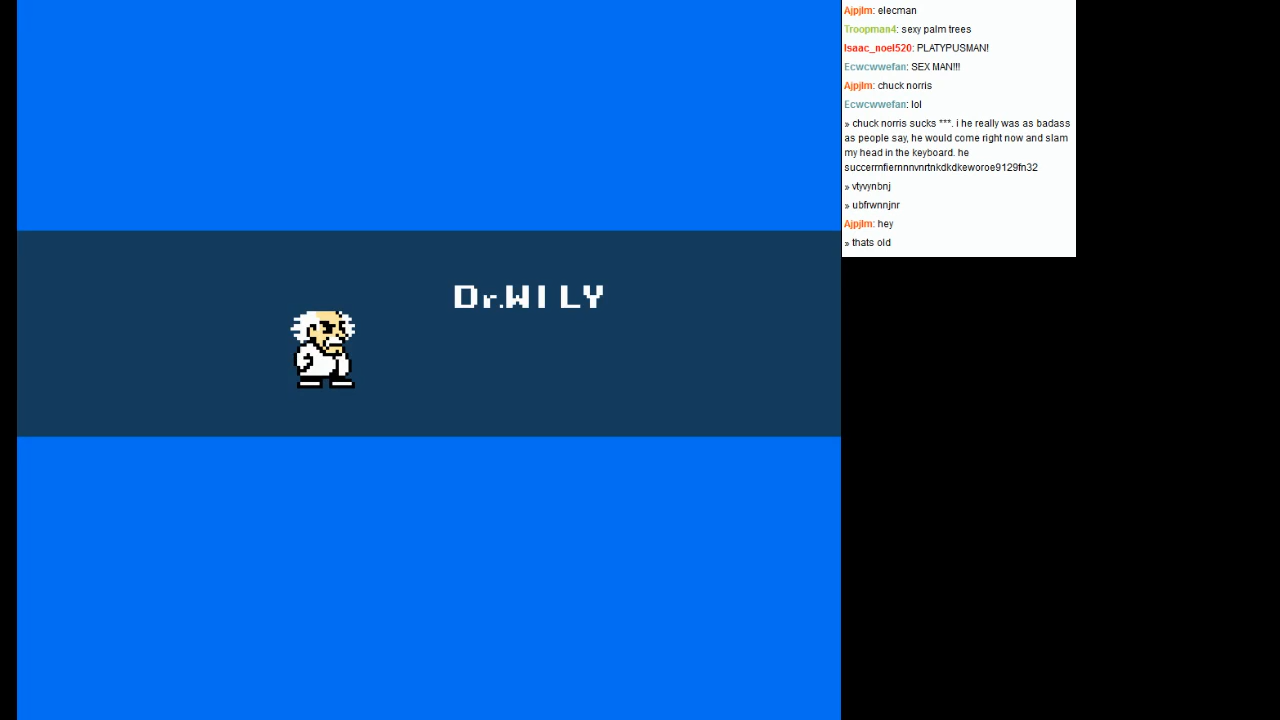 Ajpjlm: elecman
Troopman4: sexy palm trees
Isaac_noel520: PLATYPUSMAN!
Ecwcwwefan: SEX MAN!!!
Ajpjlm: chuck norris
Ecwcwwefan: lol
» chuck norris sucks ***. i he really was as badass
as people say, he would come right now and slam
my head in the keyboard. he
succerrnfiernnnvnrtnkdkdkeworoe9129fn32
» vtyvynbnj
» ubfrwnnjnr
Ajpjlm: hey
» thats old
Dr.WILY